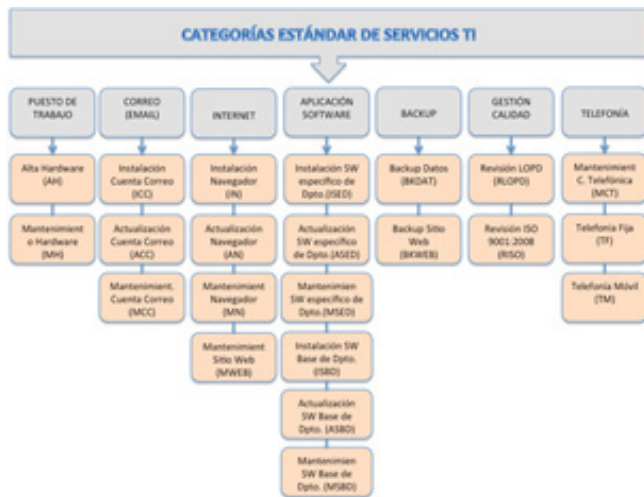 CATEGORÍAS ESTÁNDAR DE SERVICIOS TI
PUESTO DE
TRABAJO
Alta Hardware
(AH)
Mantenimient
o Hardware
(MH)
CORREO
(EMAIL)
Instalación
Cuenta Correo
(ICC)
Actualización
Cuenta Correo
(ACC)
Mantenimient.
Cuenta Correo
(MCC)
INTERNET
Instalación
Navegador
(IN)
Actualización
Navegador
(AN)
Mantenimient
Navegador
(MN)
Mantenimient
Sitio Web
(MWEB)
APLICACIÓN
SOFTWARE
Instalación SW
específico de
Dpto.(ISED)
Actualización
SW específico
de Dpto.(ASED)
Mantenimien
SW específico de
Dpto.(MSED)
Instalación SW
Base de Dpto.
(ISBD)
Actualización
SW Base de
Dpto. (ASBD)
Mantenimien
SW Base de
Dpto. (MSBD)
BACKUP
Backup Datos
(BKDAT)
Backup Sitio
Web
(BKWEB)
GESTIÓN
CALIDAD
Revisión LOPD
(RLOPD)
Revisión ISO
9001:2008
(RISO)
TELEFONÍA
Mantenimient
C. Telefónica
(MCT)
Telefonía Fija
(TF)
Telefonía Móvil
(TM)